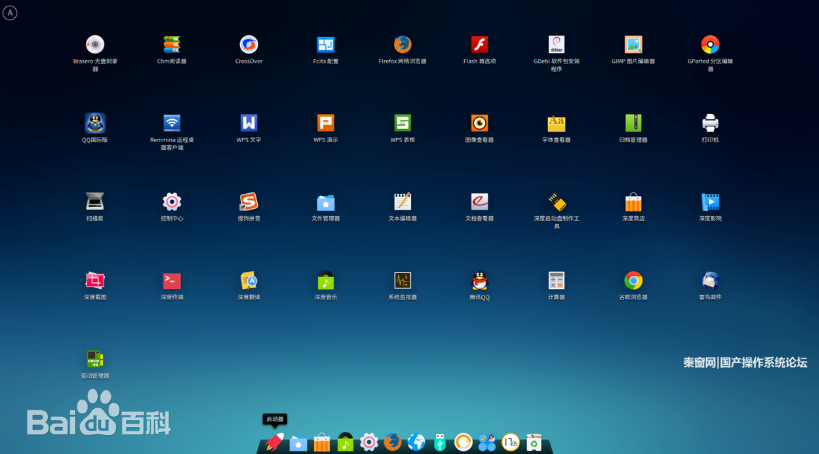 A
Brasero 光盘刻录
器
Chm阅读器
CrossOver
Fcitx 配置
Firefox 网络浏览器
Flash 首选项
GDebi 软件包安装
程序
GIMP 图片编辑器
GParted 分区编辑
器
QQ国际版
Remmina 远程桌
面客户端
WPS 文字
WPS 演示
WPS 表格
图像查看器
字体查看器
归档管理器
打印机
扫描易
控制中心
搜狗拼音
文件管理器
文本编辑器
文档查看器
深度启动盘制作工
具
深度商店
深度影院
深度截图
深度终端
深度翻译
深度音乐
系统监视器
腾讯QQ
计算器
谷歌浏览器
雷鸟邮件
驱动管理器
秦窗网|国产操作系统论坛
Bai du 百科
启动器